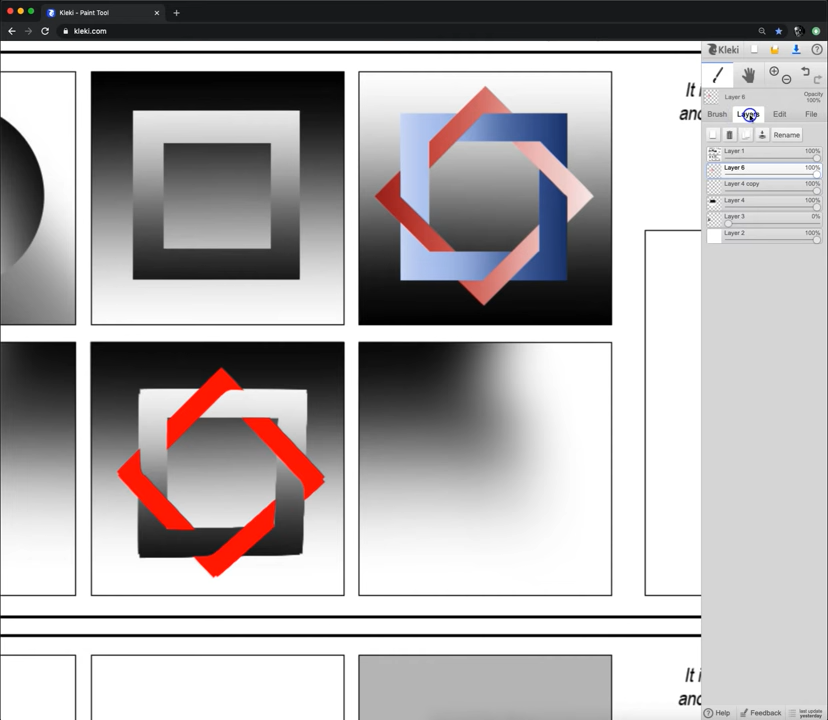 Kleki - Paint Tool
kleki.com
Kleki
Layer 6
Opacity
100%
Brush
Layers
Edit
File
Rename
Layer 1
100%
Layer 6
100%
Layer 4 copy
100%
Layer 4
100%
Layer 3
0%
Layer 2
100%
It i
and
It i
and
Help
Feedback
last update
yesterday